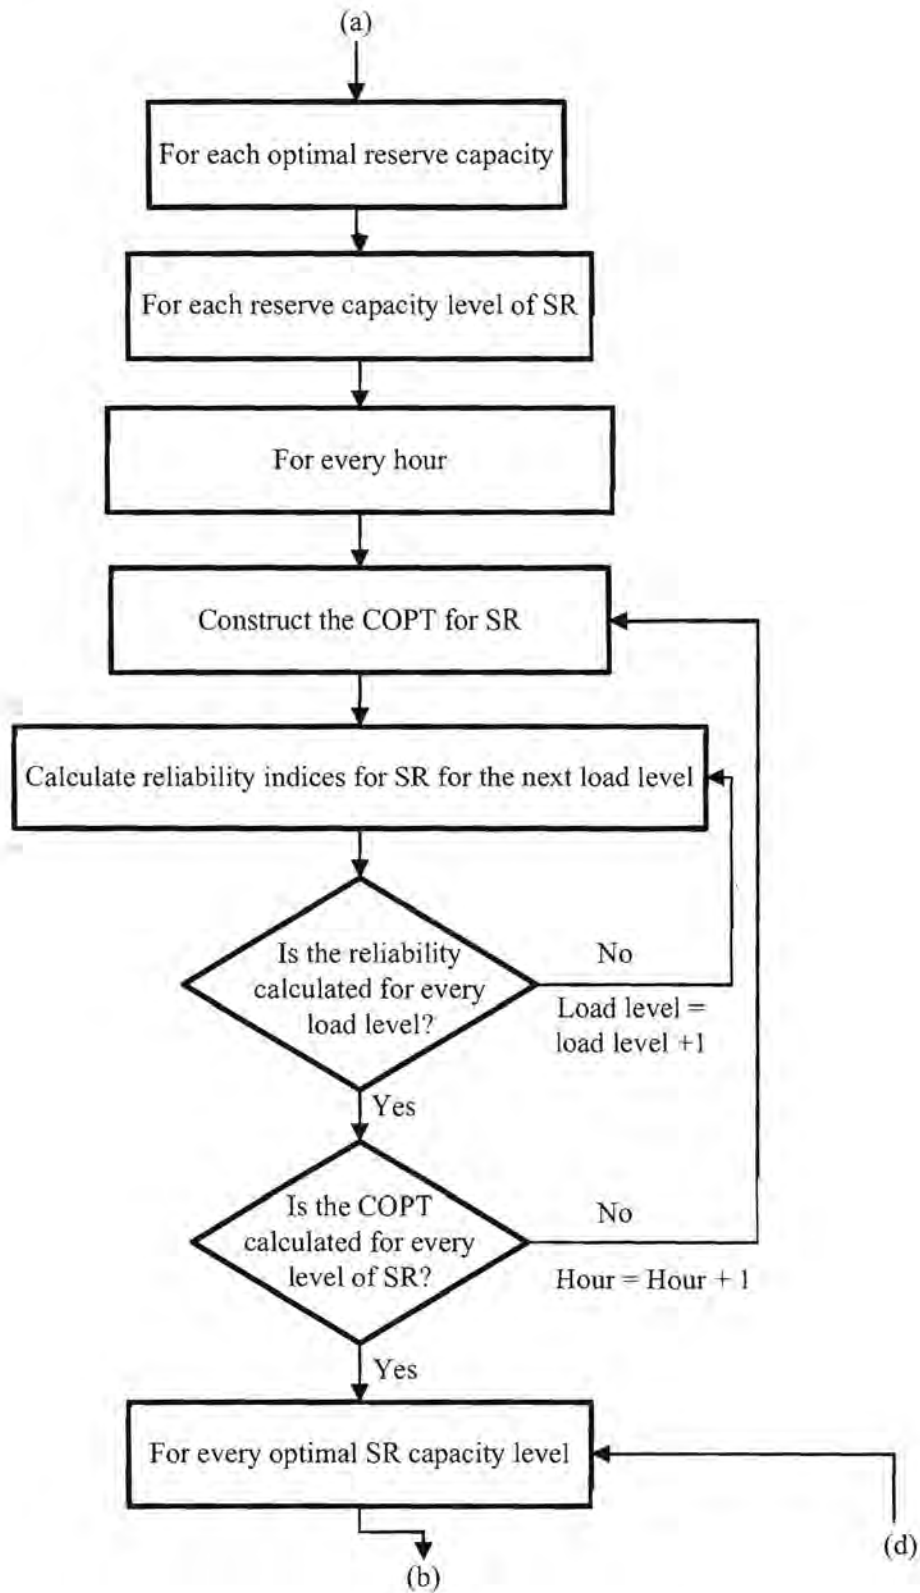 (a)
For each optimal reserve capacity
For each reserve capacity level of SR
For every hour
Construct the COPT for SR
Calculate reliability indices for SR for the next load level
Is the reliability
calculated for every
load level?
No
Load level =
load level +1
Yes
Is the COPT
calculated for every
level of SR?
No
Hour = Hour + 1
Yes
For every optimal SR capacity level
(d)
(b)